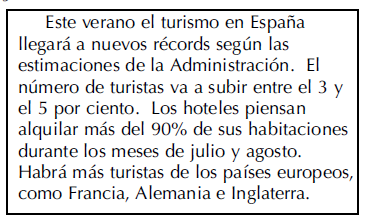 Este verano el turismo en España
llegará a nuevos récords según las
estimaciones de la Administración. El
número de turistas va a subir entre el 3 y
el 5 por ciento. Los hoteles piensan
alquilar más del 90% de sus habitaciones
durante los meses de julio y agosto.
Habrá más turistas de los países europeos,
como Francia, Alemania e Inglaterra.